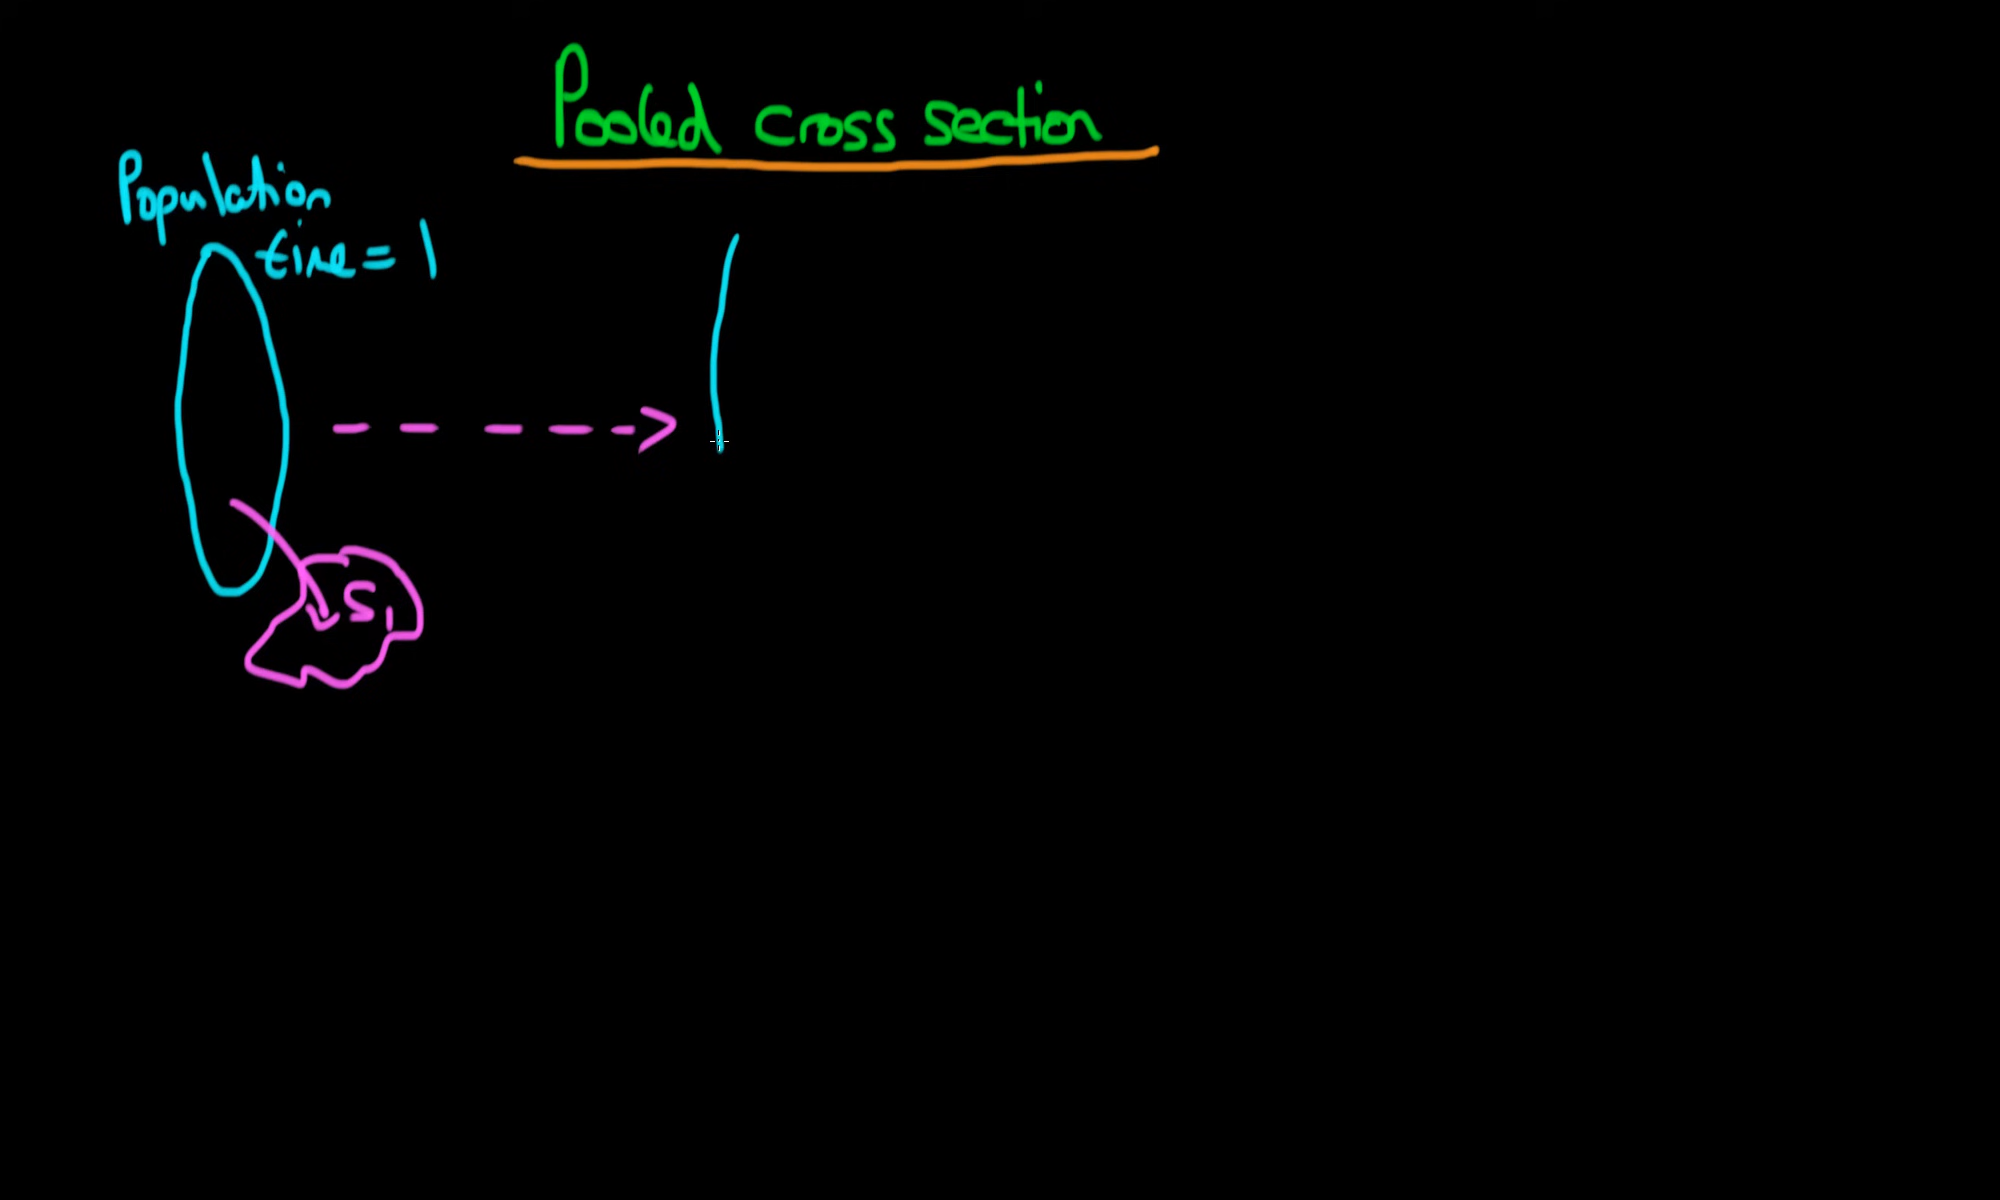 Pooled cross section
Population
time = 1
S₁